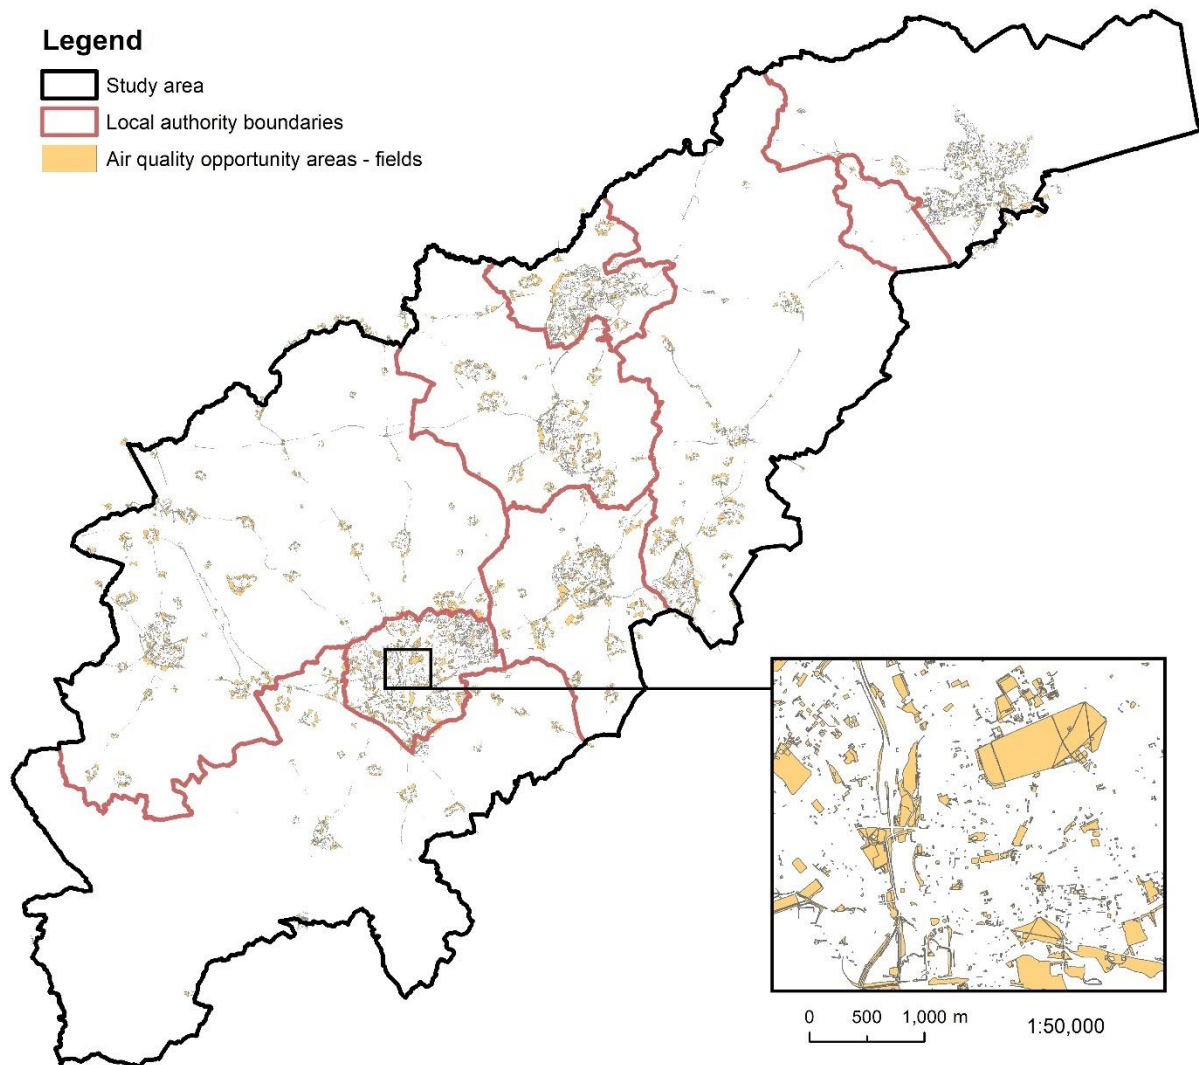 Legend
Study area
Local authority boundaries
Air quality opportunity areas - fields
0 500 1,000 m
1:50,000